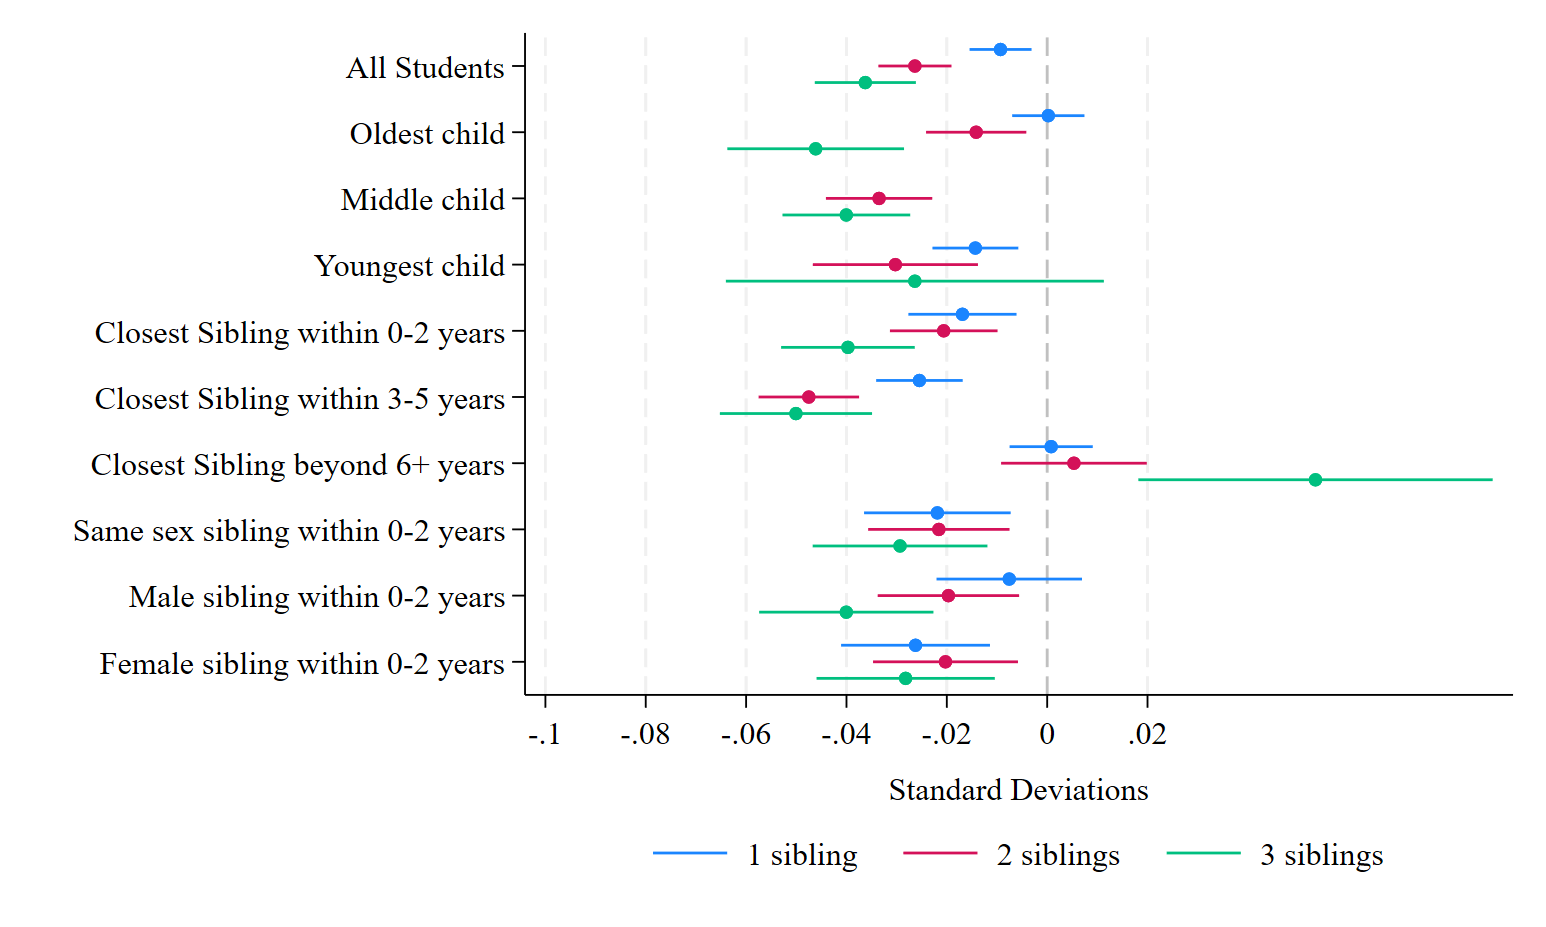 All Students
Oldest child
Middle child
Youngest child
Closest Sibling within 0-2 years
Closest Sibling within 3-5 years
Closest Sibling beyond 6+ years
Same sex sibling within 0-2 years
Male sibling within 0-2 years
Female sibling within 0-2 years
-.1 -.08 -.06 -.04 -.02 0 .02
Standard Deviations
1 sibling 2 siblings 3 siblings